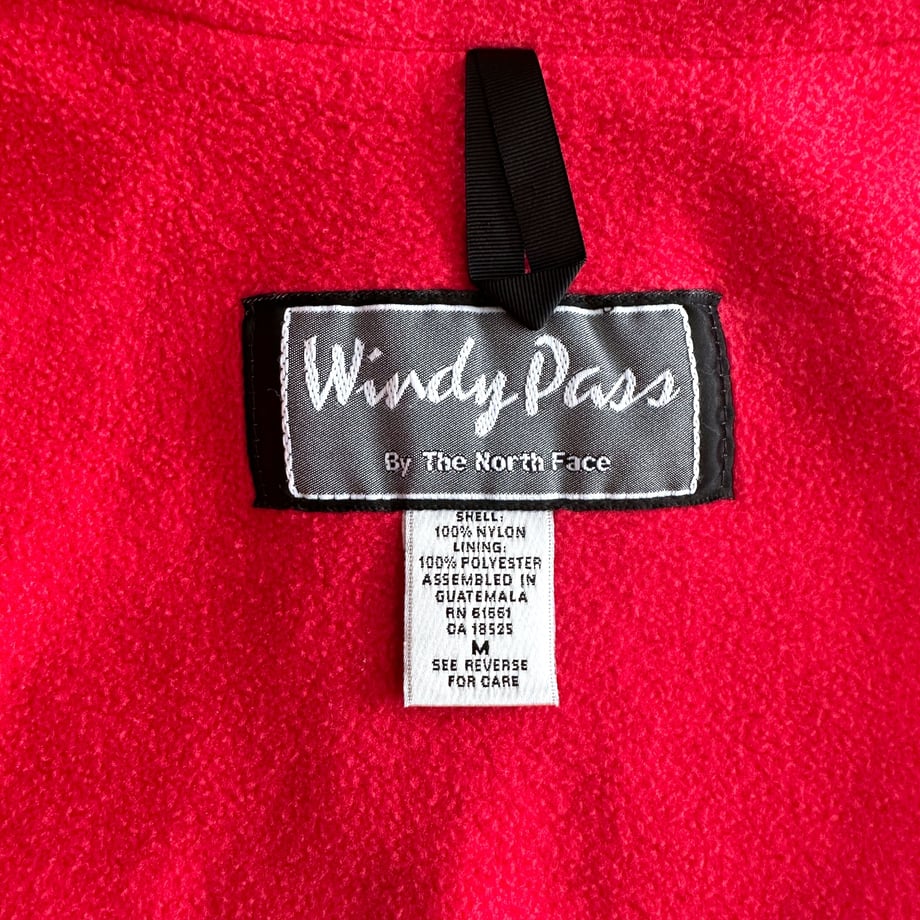 Windy Pass
By The North Face
SHELL:
100% NYLON
LINING:
100% POLYESTER
ASSEMBLED IN
GUATEMALA
RN 61661
CA 18525
M
SEE REVERSE
FOR CARE